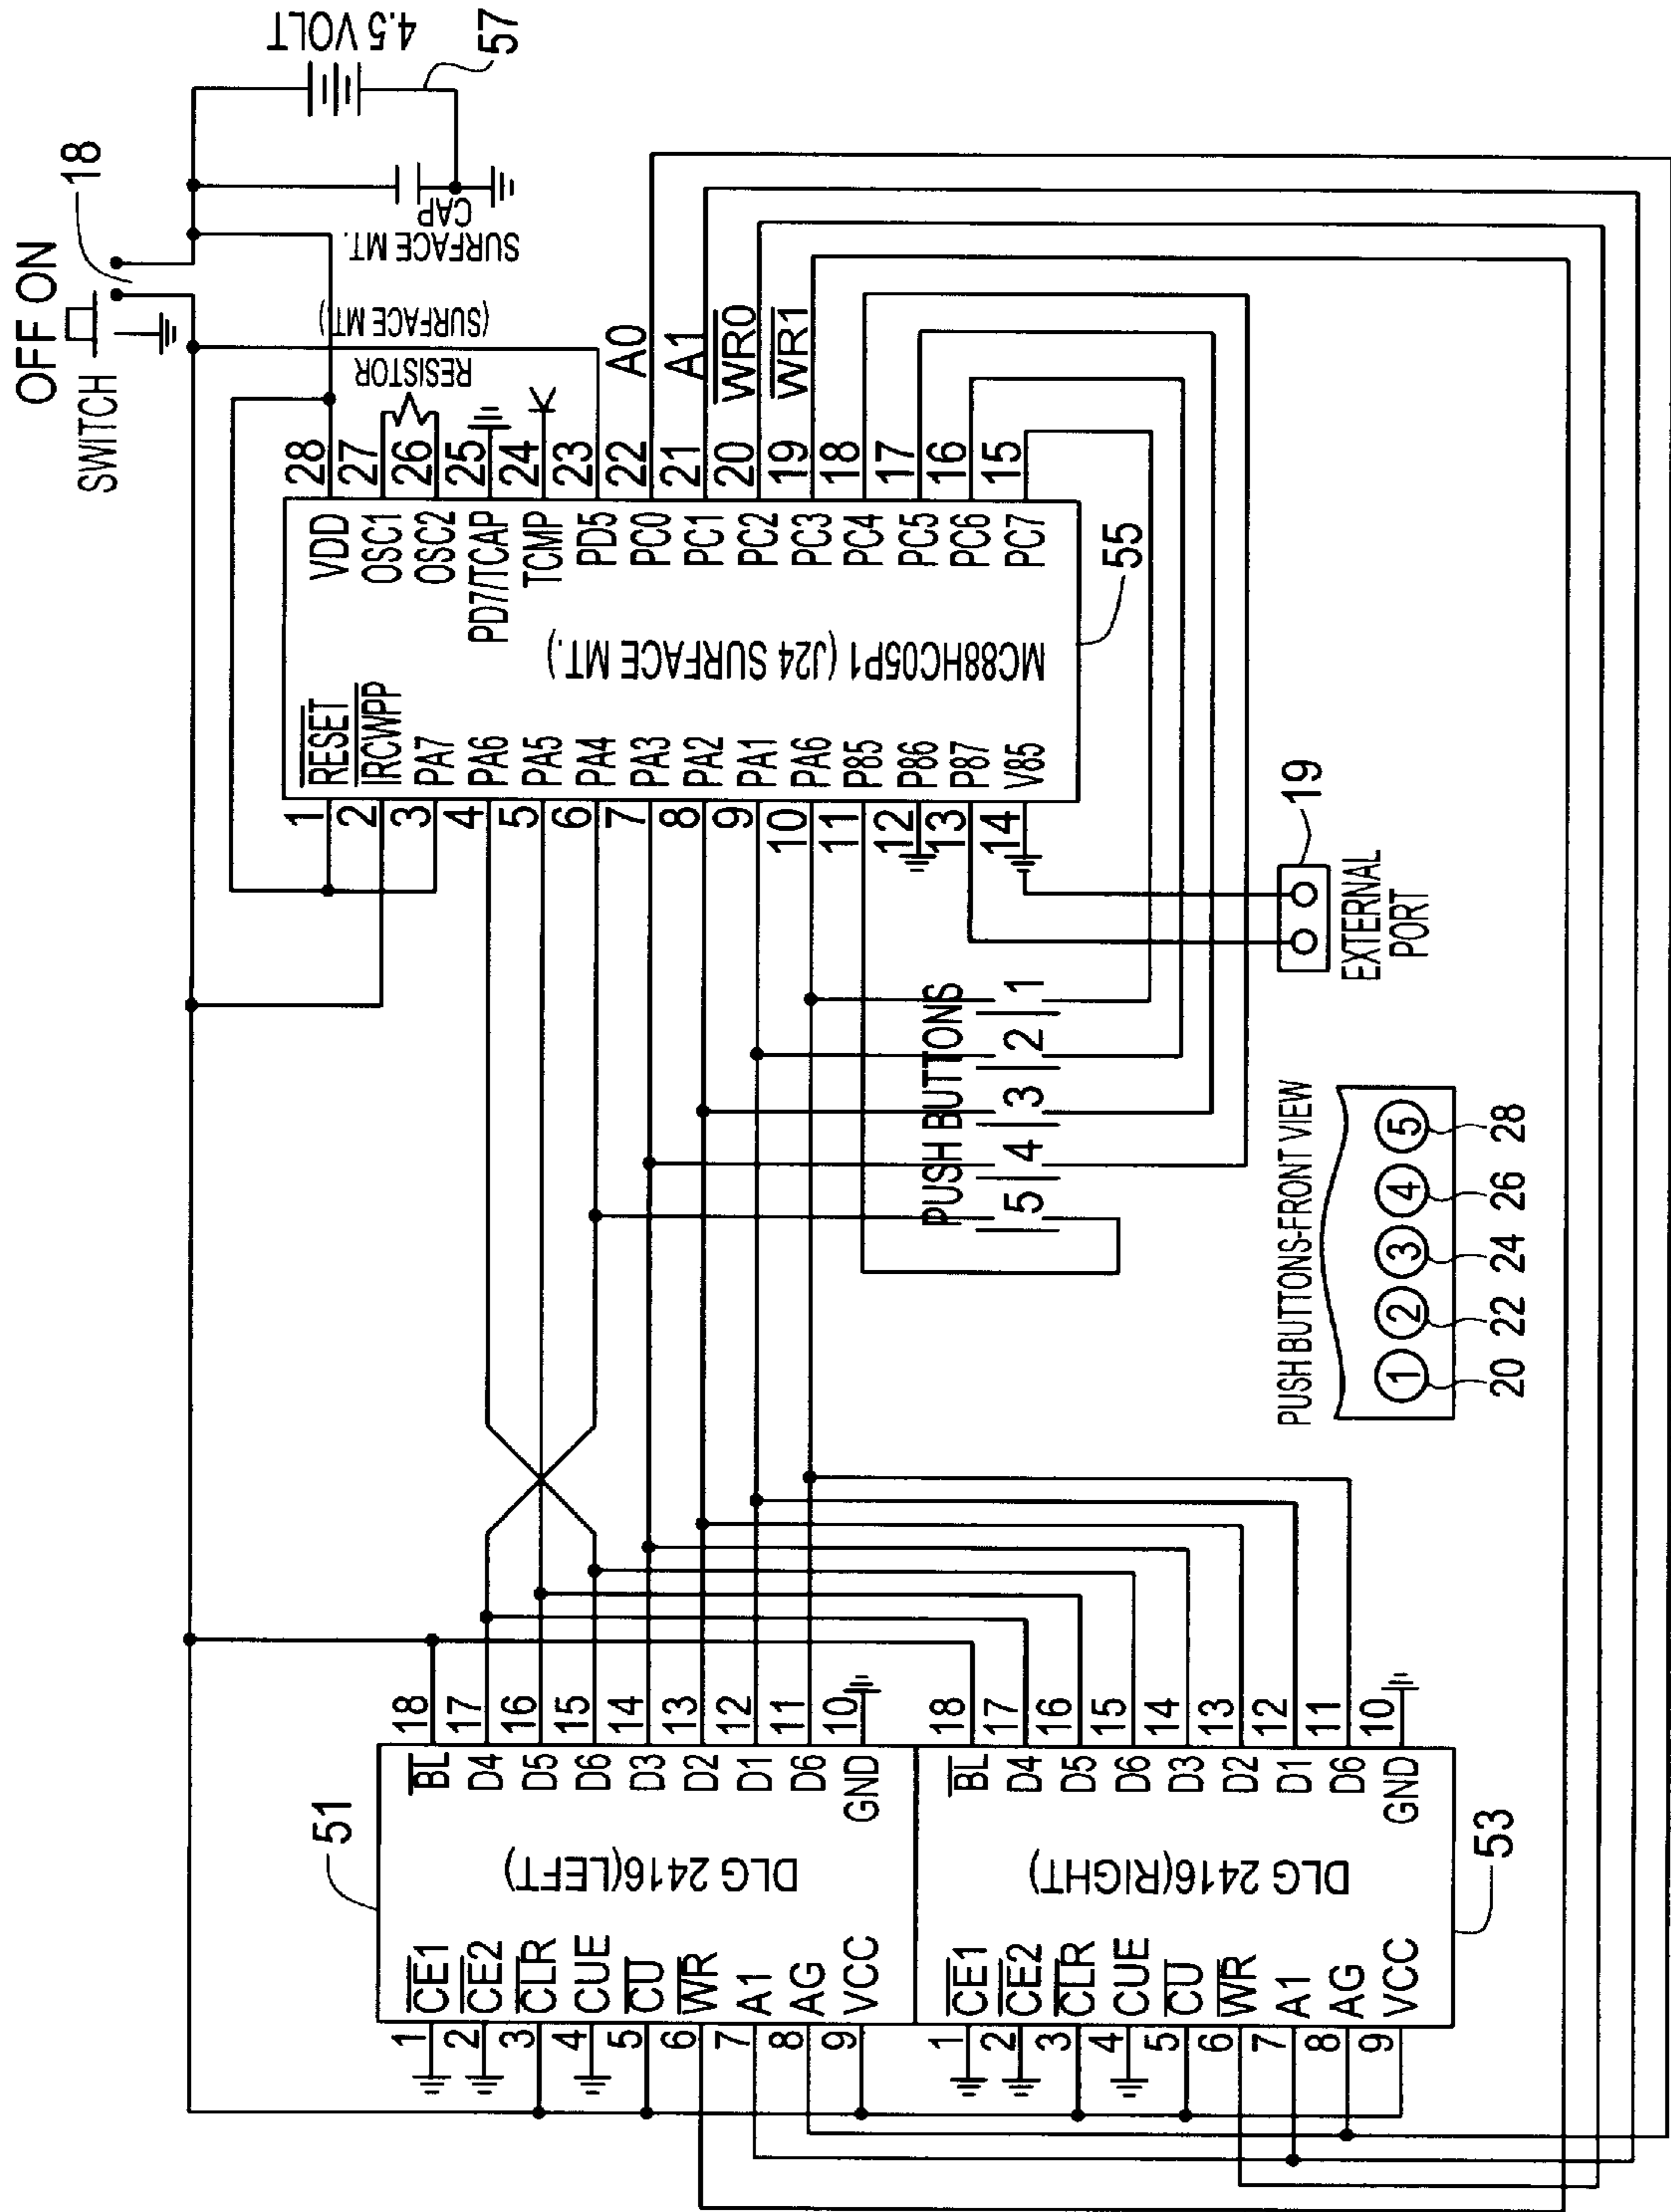 OFF ON
SWITCH
18
4.5 VOLT
57
CAP
SURFACE MT.
RESISTOR
(SURFACE MT)
A0
A1
WR0
WR1
28
27
26
25
24
23
22
21
20
19
18
17
16
15
VDD
OSC1
OSC2
PD7/TCAP
TCMP
PD5
PC0
PC1
PC2
PC3
PC4
PC5
PC6
PC7
MC88HC05P1 (J24 SURFACE MT.)
55
RESET
IRCWPP
PA7
PA6
PA5
PA4
PA3
PA2
PA1
PA6
P85
P86
P87
V85
1
2
3
4
5
6
7
8
9
10
11
12
13
14
19
EXTERNAL
PORT
PUSH BUTTONS
5 4 3 2 1
PUSH BUTTONS-FRONT VIEW
1 2 3 4 5
20 22 24 26 28
18
17
16
15
14
13
12
11
10
BL
D4
D5
D6
D3
D2
D1
D6
GND
DLG 2416(LEFT)
51
CE1
CE2
CLR
CUE
CU
WR
A1
AG
VCC
1
2
3
4
5
6
7
8
9
18
17
16
15
14
13
12
11
10
BL
D4
D5
D6
D3
D2
D1
D6
GND
DLG 2416(RIGHT)
53
CE1
CE2
CLR
CUE
CU
WR
A1
AG
VCC
1
2
3
4
5
6
7
8
9